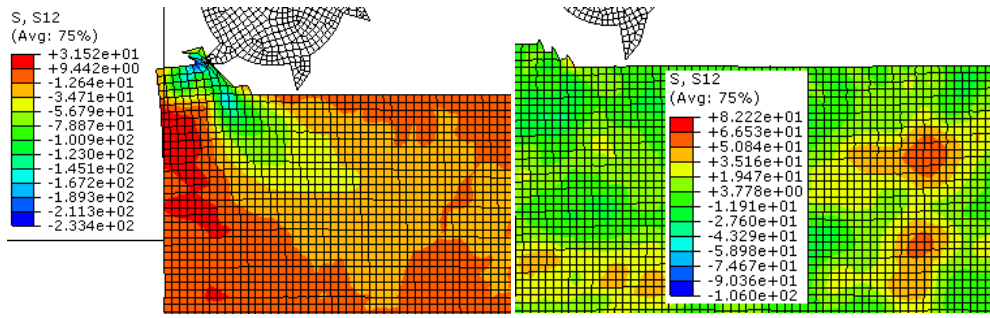 S, S12
(Avg: 75%)
+3.152e+01
+9.442e+00
-1.264e+01
-3.471e+01
-5.679e+01
-7.887e+01
-1.009e+02
-1.230e+02
-1.451e+02
-1.672e+02
-1.893e+02
-2.113e+02
-2.334e+02
S, S12
(Avg: 75%)
+8.222e+01
+6.653e+01
+5.084e+01
+3.516e+01
+1.947e+01
+3.778e+00
-1.191e+01
-2.760e+01
-4.329e+01
-5.898e+01
-7.467e+01
-9.036e+01
-1.060e+02